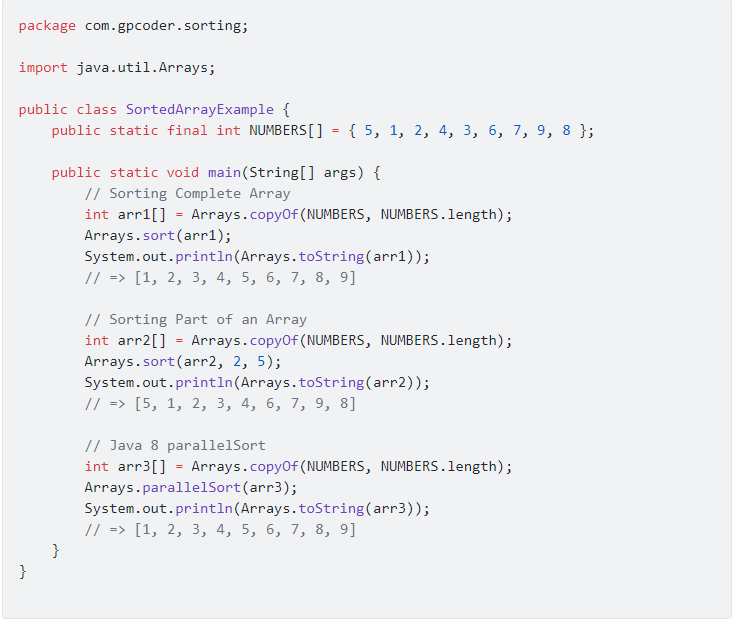 package com.gpcoder.sorting;
import java.util.Arrays;
public class SortedArrayExample {
public static final int NUMBERS[] = { 5, 1, 2, 4, 3, 6, 7, 9, 8 };
public static void main(String[] args) {
// Sorting Complete Array
int arr1[] = Arrays.copyOf(NUMBERS, NUMBERS.length);
Arrays.sort(arr1);
System.out.println(Arrays.toString(arr1));
// => [1, 2, 3, 4, 5, 6, 7, 8, 9]
// Sorting Part of an Array
int arr2[] = Arrays.copyOf(NUMBERS, NUMBERS.length);
Arrays.sort(arr2, 2, 5);
System.out.println(Arrays.toString(arr2));
// => [5, 1, 2, 3, 4, 6, 7, 9, 8]
// Java 8 parallelSort
int arr3[] = Arrays.copyOf(NUMBERS, NUMBERS.length);
Arrays.parallelSort(arr3);
System.out.println(Arrays.toString(arr3));
// => [1, 2, 3, 4, 5, 6, 7, 8, 9]
}
}